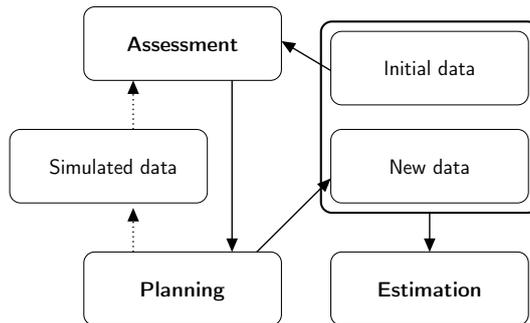 Assessment
Initial data
Simulated data
New data
Planning
Estimation